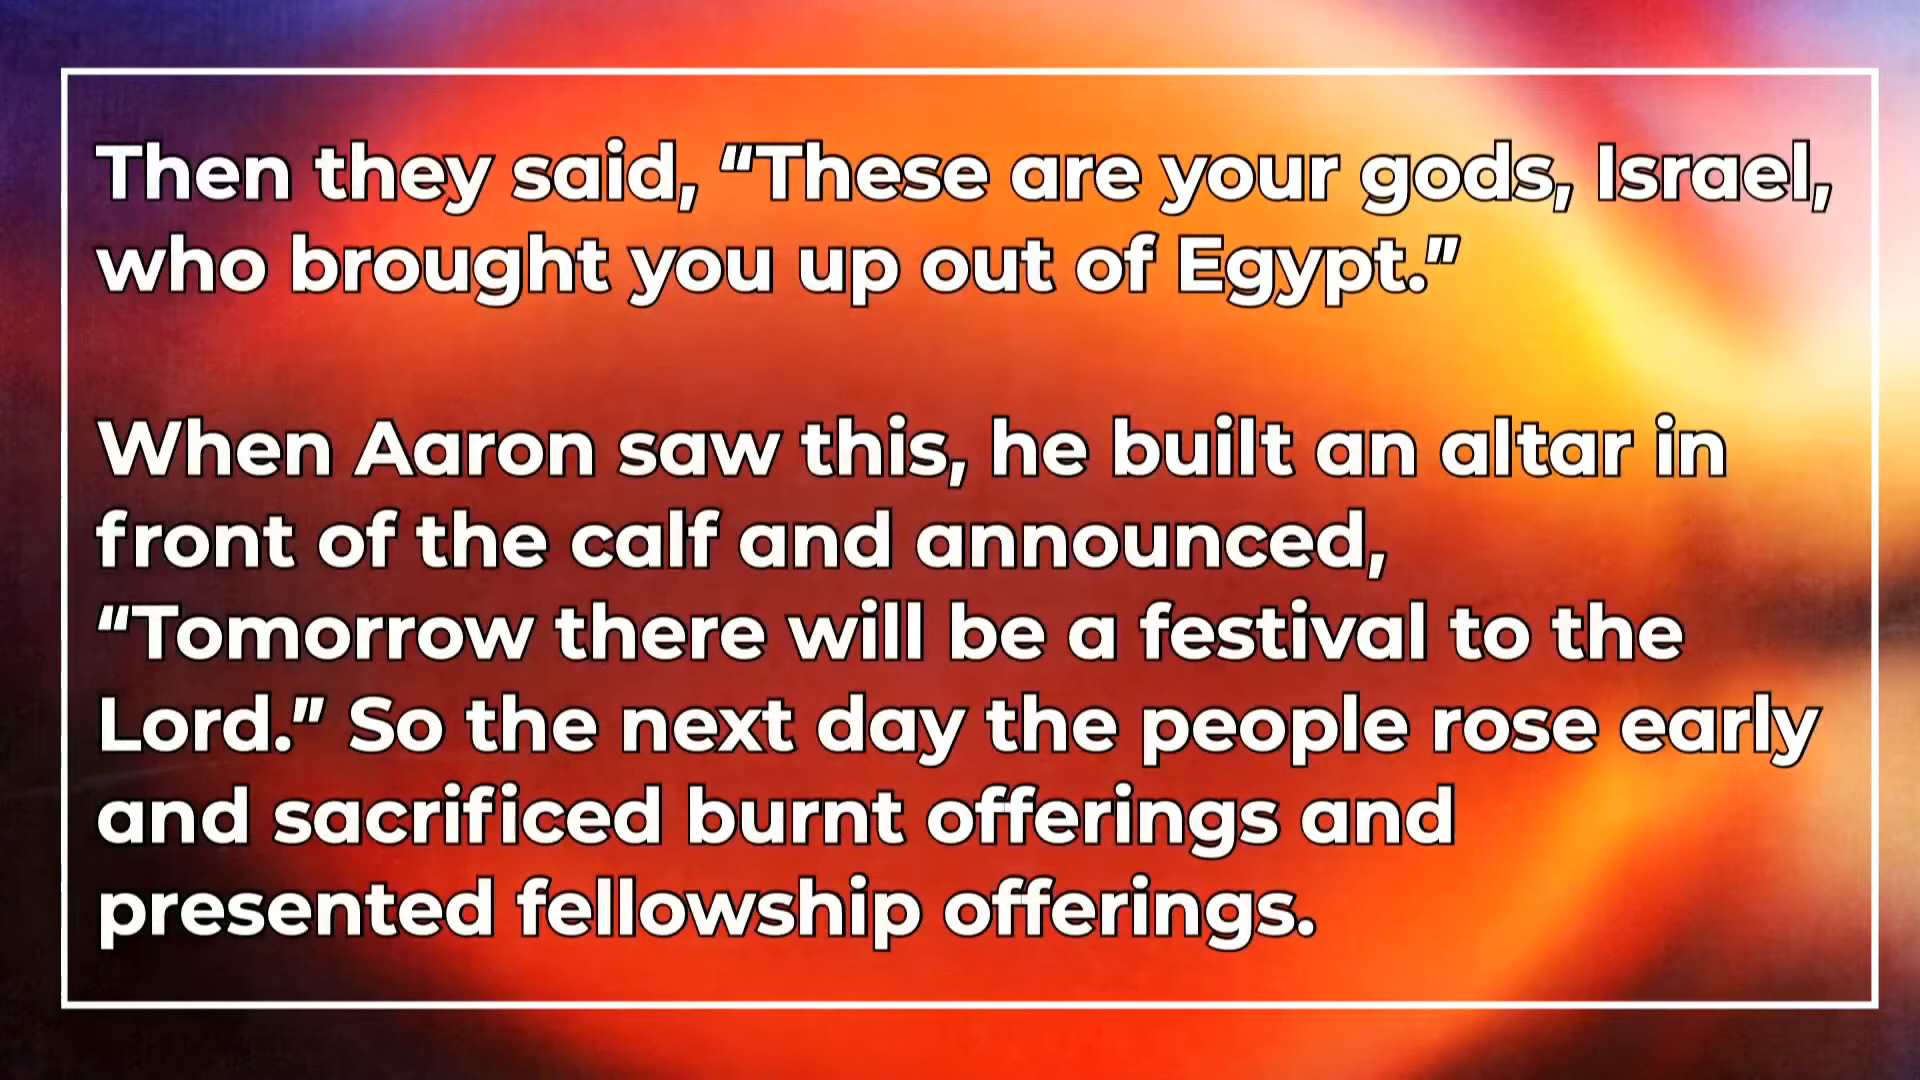 Then they said, “These are your gods, Israel,
who brought you up out of Egypt.”
When Aaron saw this, he built an altar in
front of the calf and announced,
“Tomorrow there will be a festival to the
Lord.” So the next day the people rose early
and sacrificed burnt offerings and
presented fellowship offerings.